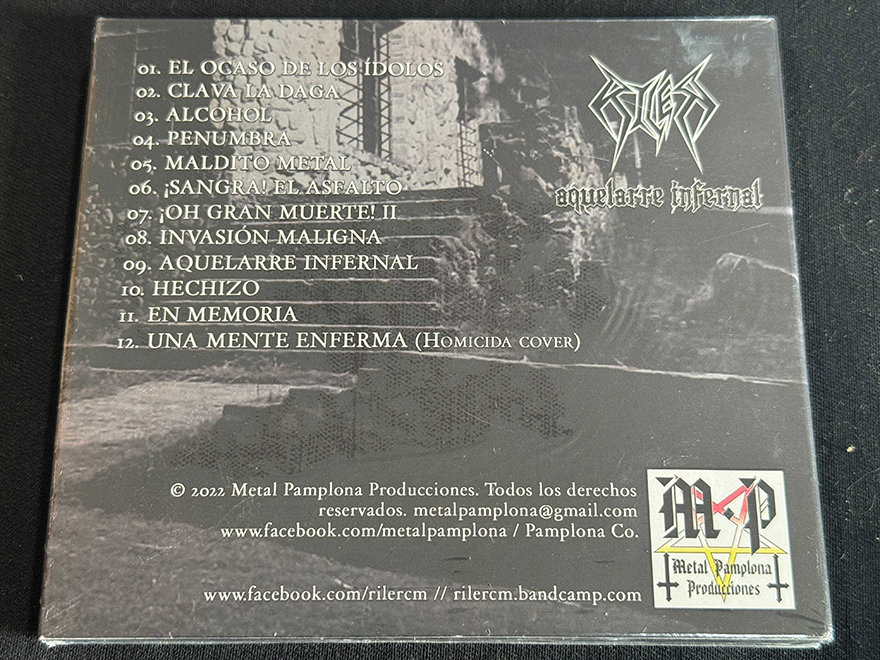 01. EL OCASO DE LOS ÍDOLOS
02. CLAVA LA DAGA
03. ALCOHOL
04. PENUMBRA
05. MALDITO METAL
06. ¡SANGRA! EL ASFALTO
07. ¡OH GRAN MUERTE! II
08. INVASIÓN MALIGNA
09. AQUELARRE INFERNAL
10. HECHIZO
11. EN MEMORIA
12. UNA MENTE ENFERMA (HOMICIDA COVER)
RILER
aquelarre infernal
© 2022 Metal Pamplona Producciones. Todos los derechos
reservados. metalpamplona@gmail.com
www.facebook.com/metalpamplona / Pamplona Co.
www.facebook.com/rilercm // rilercm.bandcamp.com
M·P
Metal Pamplona
Producciones